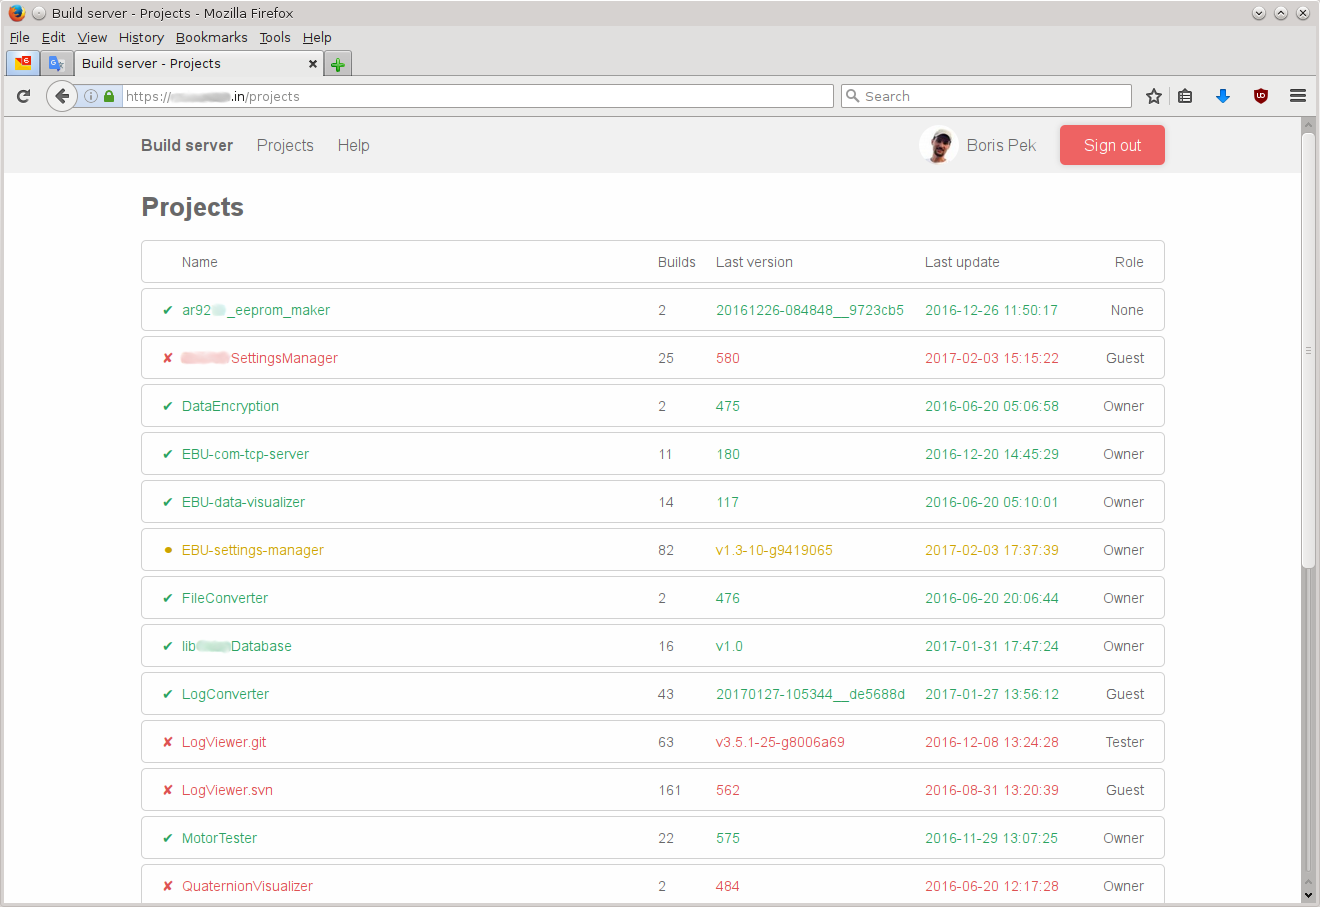 Build server - Projects - Mozilla Firefox
File Edit View History Bookmarks Tools Help
6 G Build server - Projects
https:// .in/projects Search UD
Build server Projects Help Boris Pek Sign out
Projects
Name Builds Last version Last update Role
✔ ar92 _eeprom_maker 2 20161226-084848__9723cb5 2016-12-26 11:50:17 None
✘ SettingsManager 25 580 2017-02-03 15:15:22 Guest
✔ DataEncryption 2 475 2016-06-20 05:06:58 Owner
✔ EBU-com-tcp-server 11 180 2016-12-20 14:45:29 Owner
✔ EBU-data-visualizer 14 117 2016-06-20 05:10:01 Owner
● EBU-settings-manager 82 v1.3-10-g9419065 2017-02-03 17:37:39 Owner
✔ FileConverter 2 476 2016-06-20 20:06:44 Owner
✔ lib Database 16 v1.0 2017-01-31 17:47:24 Owner
✔ LogConverter 43 20170127-105344__de5688d 2017-01-27 13:56:12 Guest
✘ LogViewer.git 63 v3.5.1-25-g8006a69 2016-12-08 13:24:28 Tester
✘ LogViewer.svn 161 562 2016-08-31 13:20:39 Guest
✔ MotorTester 22 575 2016-11-29 13:07:25 Owner
✘ QuaternionVisualizer 2 484 2016-06-20 12:17:28 Owner